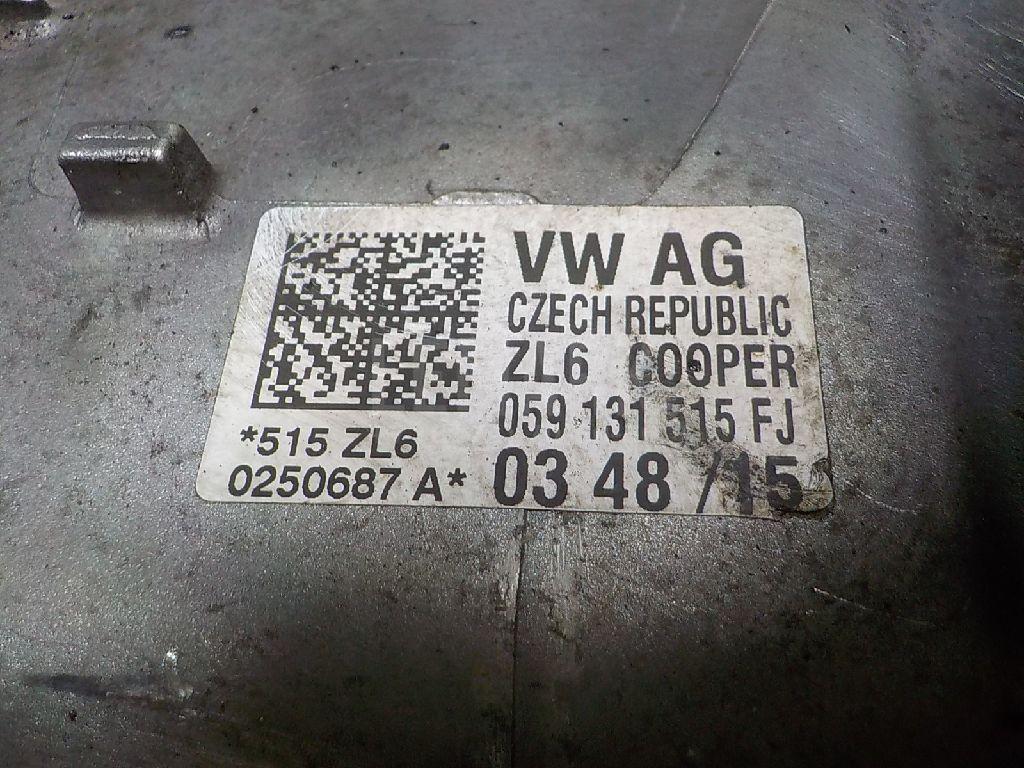 VW AG
CZECH REPUBLIC
ZL6 COOPER
059 131 515 FJ
03 48 /15
*515 ZL6
0250687 A*